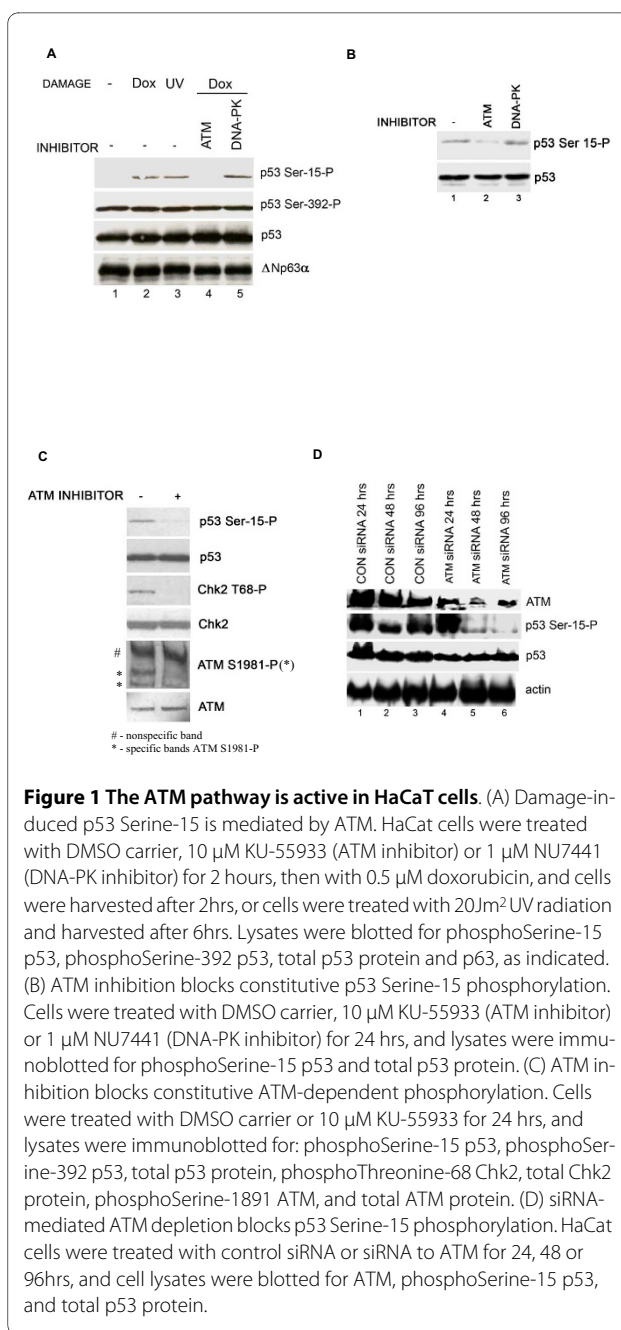 A
DAMAGE - Dox UV Dox
INHIBITOR - - - ATM DNA-PK
p53 Ser-15-P
p53 Ser-392-P
p53
ΔNp63α
1 2 3 4 5
B
INHIBITOR - ATM DNA-PK
p53 Ser 15-P
p53
1 2 3
C
ATM INHIBITOR - +
p53 Ser-15-P
p53
Chk2 T68-P
Chk2
# ATM S1981-P(*)
*
*
ATM
# - nonspecific band
* - specific bands ATM S1981-P
D
CON siRNA 24 hrs
CON siRNA 48 hrs
CON siRNA 96 hrs
ATM siRNA 24 hrs
ATM siRNA 48 hrs
ATM siRNA 96 hrs
ATM
p53 Ser-15-P
p53
actin
1 2 3 4 5 6
Figure 1 The ATM pathway is active in HaCaT cells. (A) Damage-in-
duced p53 Serine-15 is mediated by ATM. HaCat cells were treated
with DMSO carrier, 10 μM KU-55933 (ATM inhibitor) or 1 μM NU7441
(DNA-PK inhibitor) for 2 hours, then with 0.5 μM doxorubicin, and cells
were harvested after 2hrs, or cells were treated with 20Jm² UV radiation
and harvested after 6hrs. Lysates were blotted for phosphoSerine-15
p53, phosphoSerine-392 p53, total p53 protein and p63, as indicated.
(B) ATM inhibition blocks constitutive p53 Serine-15 phosphorylation.
Cells were treated with DMSO carrier, 10 μM KU-55933 (ATM inhibitor)
or 1 μM NU7441 (DNA-PK inhibitor) for 24 hrs, and lysates were immu-
noblotted for phosphoSerine-15 p53 and total p53 protein. (C) ATM in-
hibition blocks constitutive ATM-dependent phosphorylation. Cells
were treated with DMSO carrier or 10 μM KU-55933 for 24 hrs, and
lysates were immunoblotted for: phosphoSerine-15 p53, phosphoSer-
ine-392 p53, total p53 protein, phosphoThreonine-68 Chk2, total Chk2
protein, phosphoSerine-1891 ATM, and total ATM protein. (D) siRNA-
mediated ATM depletion blocks p53 Serine-15 phosphorylation. HaCat
cells were treated with control siRNA or siRNA to ATM for 24, 48 or
96hrs, and cell lysates were blotted for ATM, phosphoSerine-15 p53,
and total p53 protein.